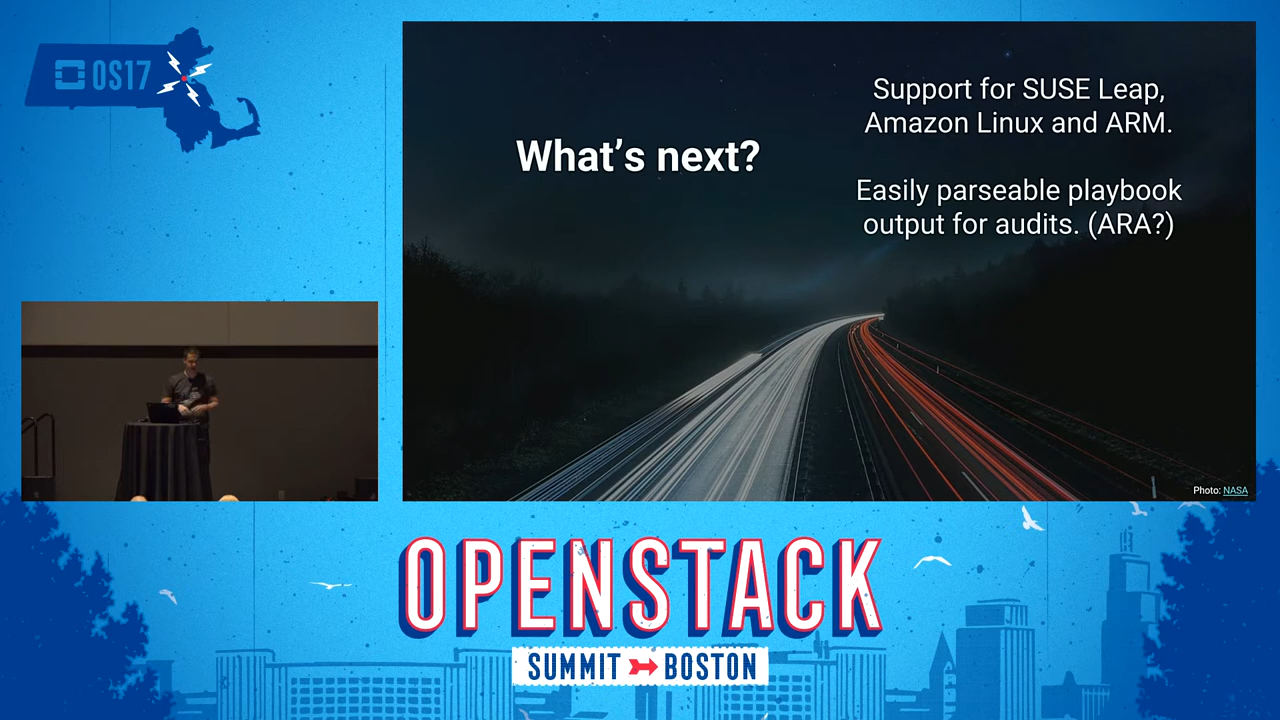 OS17
What's next?
Support for SUSE Leap,
Amazon Linux and ARM.
Easily parseable playbook
output for audits. (ARA?)
Photo: NASA
OPENSTACK
SUMMIT BOSTON